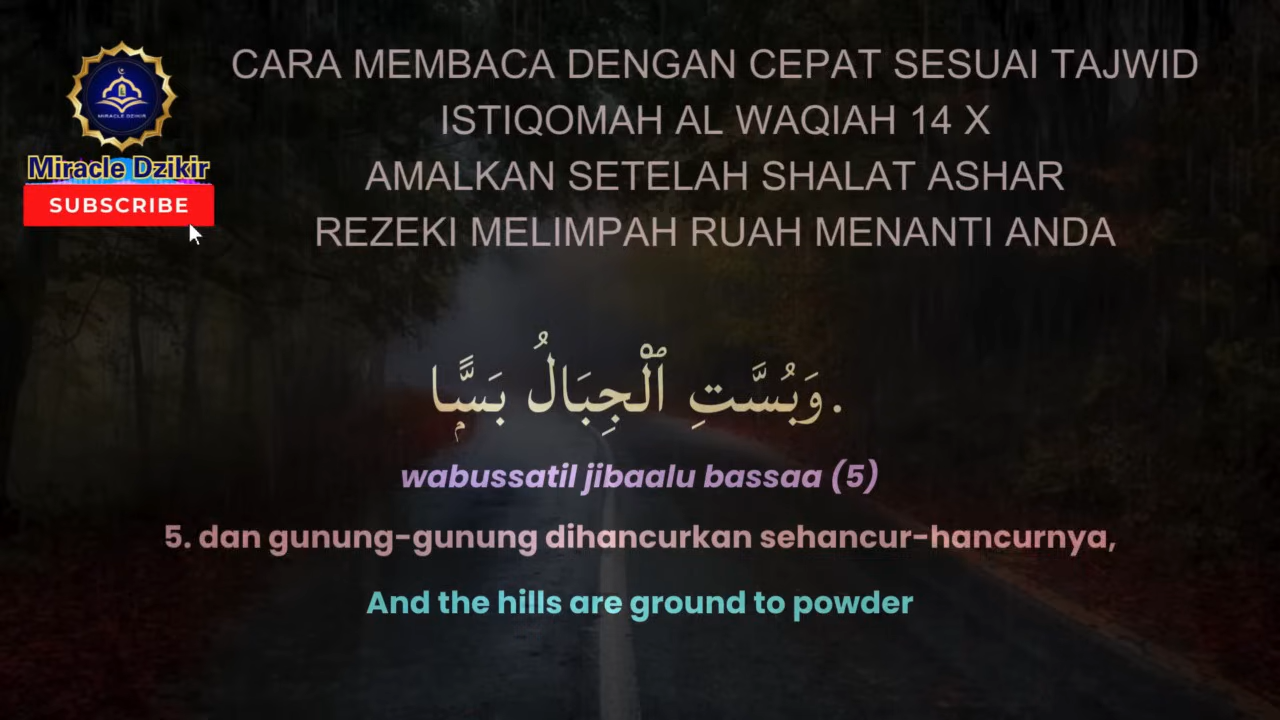 CARA MEMBACA DENGAN CEPAT SESUAI TAJWID
ISTIQOMAH AL WAQIAH 14 X
AMALKAN SETELAH SHALAT ASHAR
REZEKI MELIMPAH RUAH MENANTI ANDA
MIRACLE DZIKIR
Miracle Dzikir
SUBSCRIBE
.وَبُسَّتِ ٱلْجِبَالُ بَسًّۭا
wabussatil jibaalu bassaa (5)
5. dan gunung-gunung dihancurkan sehancur-hancurnya,
And the hills are ground to powder